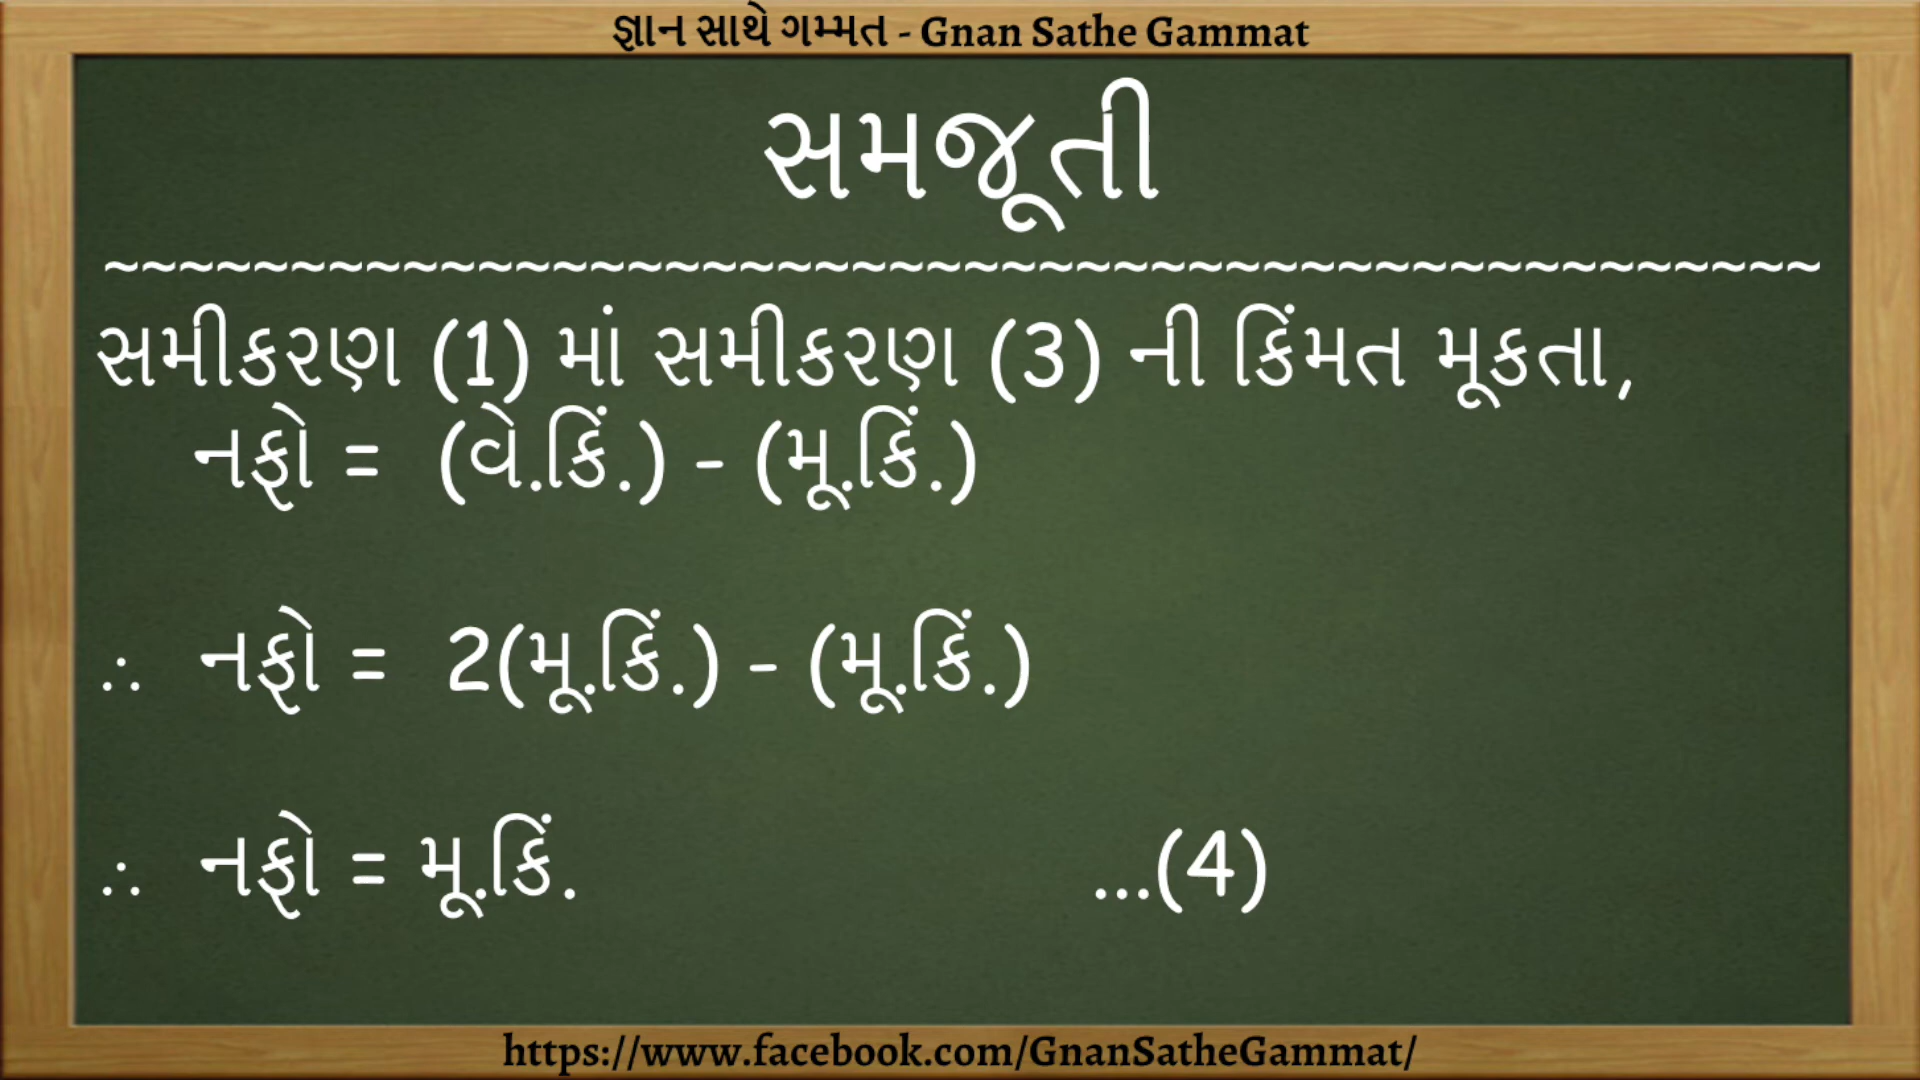 જ્ઞાન સાથે ગમ્મત - Gnan Sathe Gammat
સમજૂતી
~~~~~~~~~~~~~~~~~~~~~~~~~~~~~~~~~~~~~~~~~~~~~~
સમીકરણ (1) માં સમીકરણ (3) ની કિંમત મૂકતા,
નફો = (વે.કિં.) - (મૂ.કિં.)
∴ નફો = 2(મૂ.કિં.) - (મૂ.કિં.)
∴ નફો = મૂ.કિં. ...(4)
https://www.facebook.com/GnanSatheGammat/